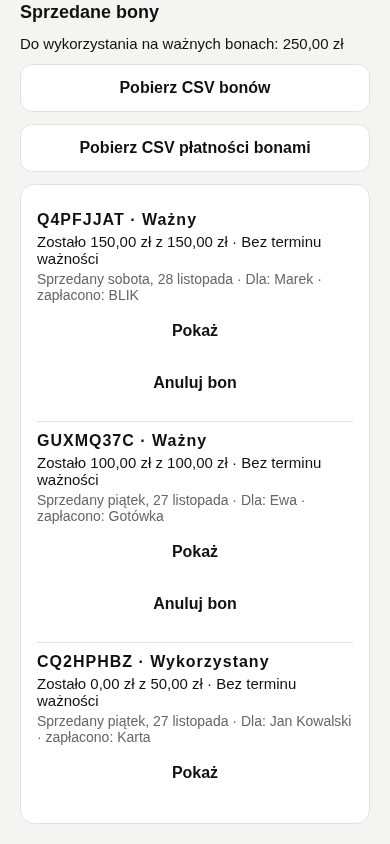 Sprzedane bony
Do wykorzystania na ważnych bonach: 250,00 zł
Pobierz CSV bonów
Pobierz CSV płatności bonami
Q4PFJJAT · Ważny
Zostało 150,00 zł z 150,00 zł · Bez terminu
ważności
Sprzedany sobota, 28 listopada · Dla: Marek ·
zapłacono: BLIK
Pokaż
Anuluj bon
GUXMQ37C · Ważny
Zostało 100,00 zł z 100,00 zł · Bez terminu
ważności
Sprzedany piątek, 27 listopada · Dla: Ewa ·
zapłacono: Gotówka
Pokaż
Anuluj bon
CQ2HPHBZ · Wykorzystany
Zostało 0,00 zł z 50,00 zł · Bez terminu
ważności
Sprzedany piątek, 27 listopada · Dla: Jan Kowalski
· zapłacono: Karta
Pokaż